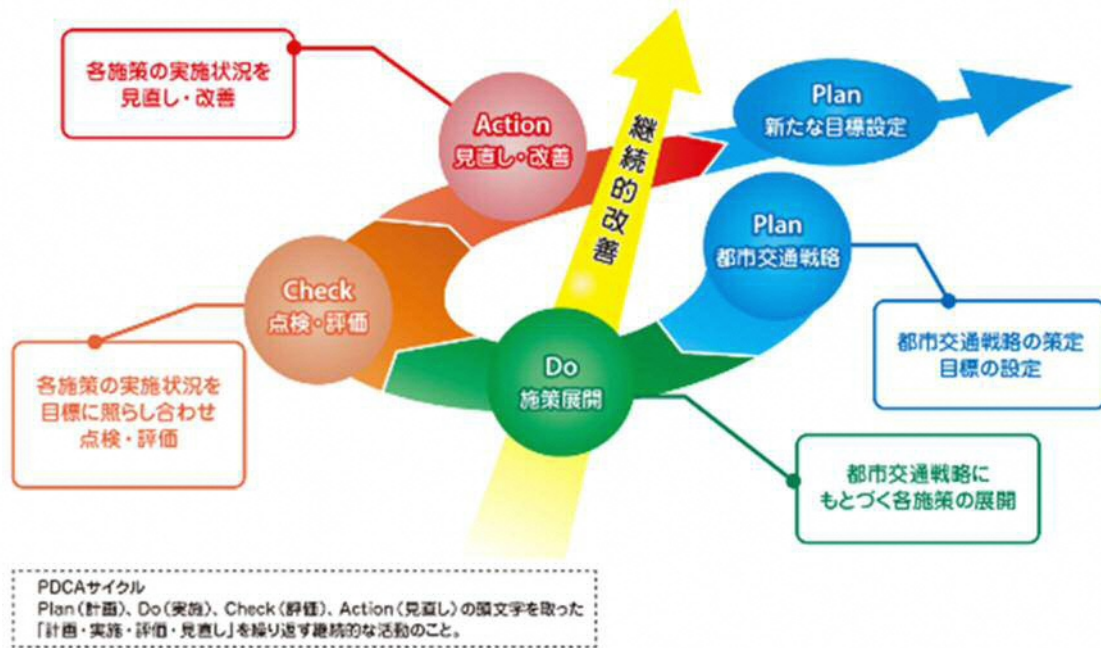 各施策の実施状況を
見直し・改善
Action
見直し・改善
継続的改善
Plan
新たな目標設定
Plan
都市交通戦略
Check
点検・評価
Do
施策展開
都市交通戦略の策定
目標の設定
各施策の実施状況を
目標に照らし合わせ
点検・評価
都市交通戦略に
もとづく各施策の展開
PDCAサイクル
Plan(計画)、Do(実施)、Check(評価)、Action(見直し)の頭文字を取った
「計画・実施・評価・見直し」を繰り返す継続的な活動のこと。